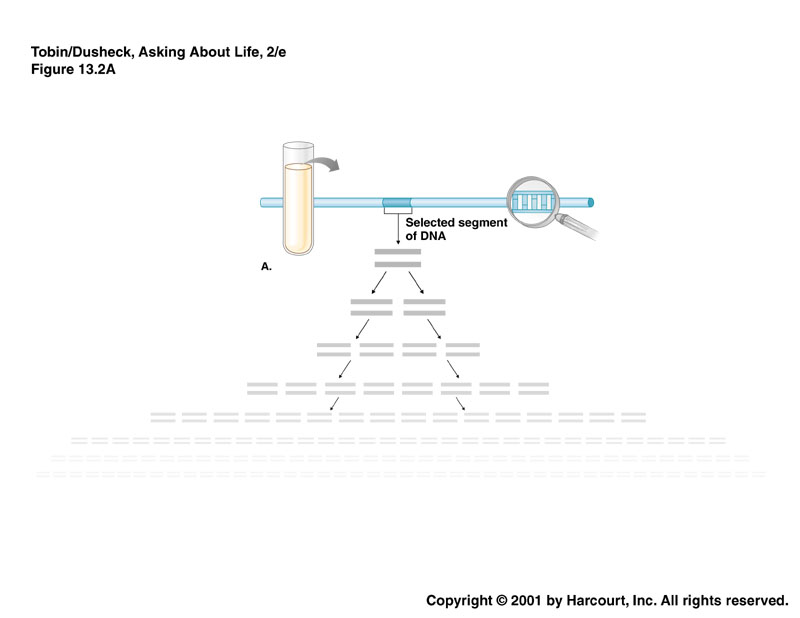 Tobin/Dusheck, Asking About Life, 2/e
Figure 13.2A
Selected segment
of DNA
A.
Copyright © 2001 by Harcourt, Inc. All rights reserved.